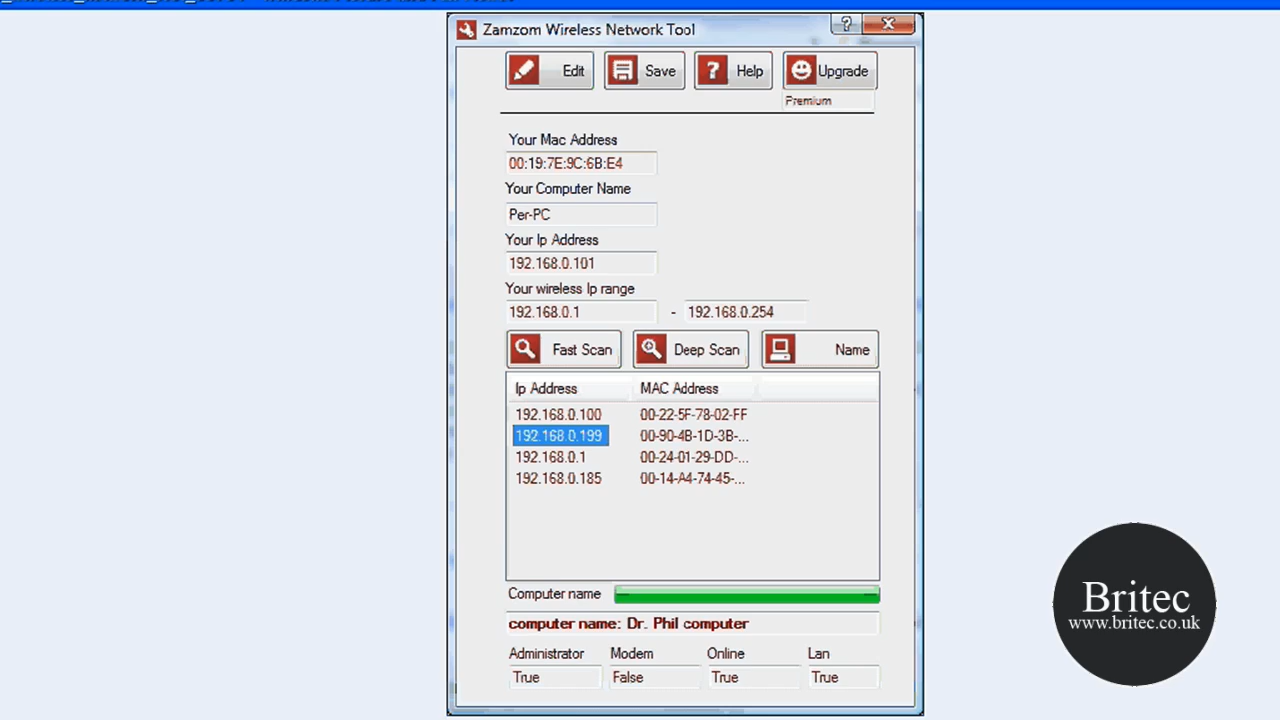 Zamzom Wireless Network Tool
Edit Save Help Upgrade
Premium
Your Mac Address
00:19:7E:9C:6B:E4
Your Computer Name
Per-PC
Your Ip Address
192.168.0.101
Your wireless Ip range
192.168.0.1 - 192.168.0.254
Fast Scan Deep Scan Name
Ip Address MAC Address
192.168.0.100 00-22-5F-78-02-FF
192.168.0.199 00-90-4B-1D-3B-...
192.168.0.1 00-24-01-29-DD-...
192.168.0.185 00-14-A4-74-45-...
Computer name
computer name: Dr. Phil computer
Administrator Modem Online Lan
True False True True
Britec
www.britec.co.uk